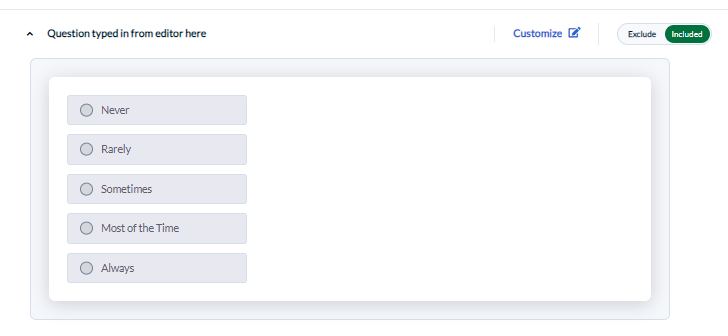 Question typed in from editor here
Customize
Exclude Included
Never
Rarely
Sometimes
Most of the Time
Always